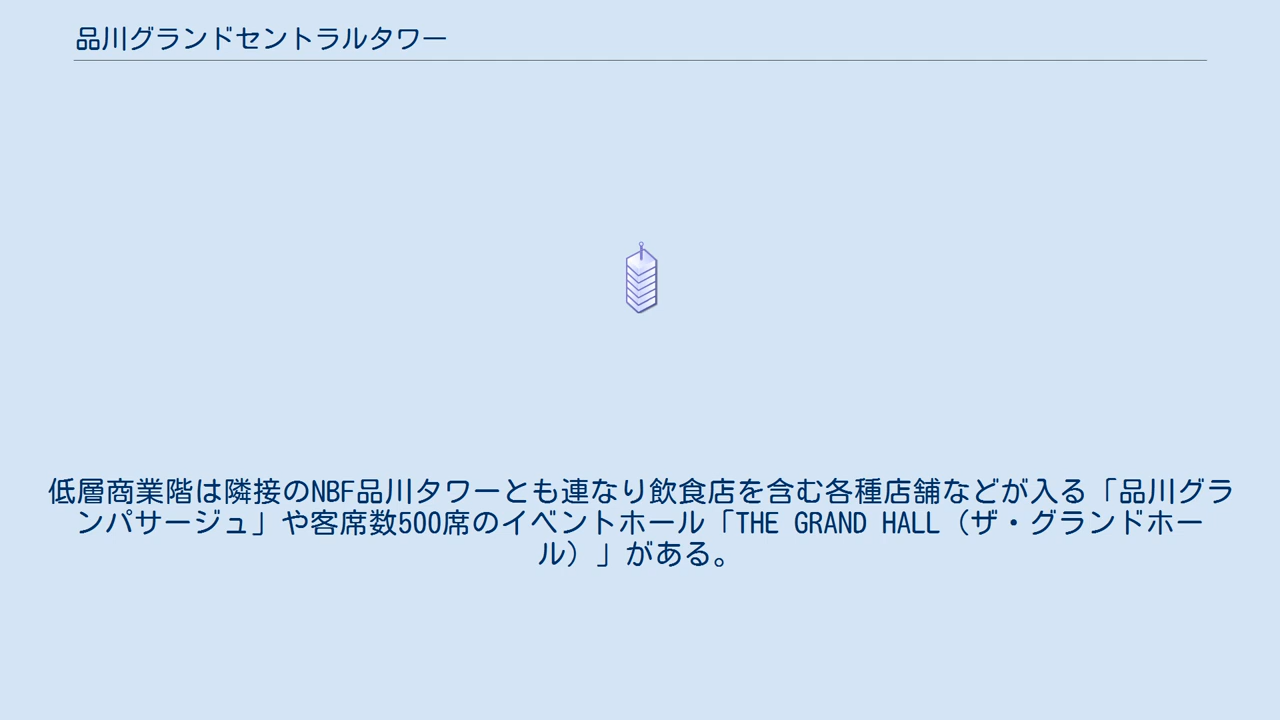 品川グランドセントラルタワー
低層商業階は隣接のNBF品川タワーとも連なり飲食店を含む各種店舗などが入る「品川グラ
ンパサージュ」や客席数500席のイベントホール「THE GRAND HALL（ザ・グランドホー
ル）」がある。